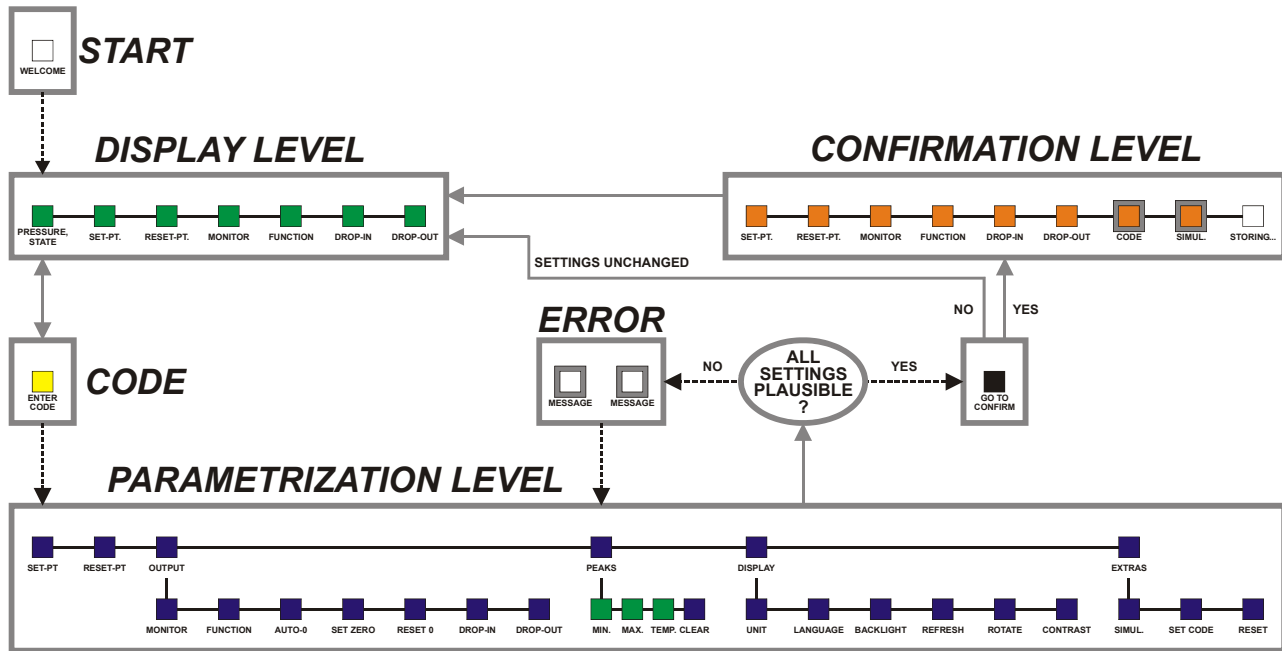 START
WELCOME
DISPLAY LEVEL
CONFIRMATION LEVEL
PRESSURE,
STATE
SET-PT.
RESET-PT.
MONITOR
FUNCTION
DROP-IN
DROP-OUT
SET-PT.
RESET-PT.
MONITOR
FUNCTION
DROP-IN
DROP-OUT
CODE
SIMUL.
STORING...
SETTINGS UNCHANGED
NO
YES
ERROR
CODE
ENTER
CODE
MESSAGE
MESSAGE
NO
ALL
SETTINGS
PLAUSIBLE
?
YES
GO TO
CONFIRM
PARAMETRIZATION LEVEL
SET-PT
RESET-PT
OUTPUT
PEAKS
DISPLAY
EXTRAS
MONITOR
FUNCTION
AUTO-0
SET ZERO
RESET 0
DROP-IN
DROP-OUT
MIN.
MAX.
TEMP.
CLEAR
UNIT
LANGUAGE
BACKLIGHT
REFRESH
ROTATE
CONTRAST
SIMUL.
SET CODE
RESET